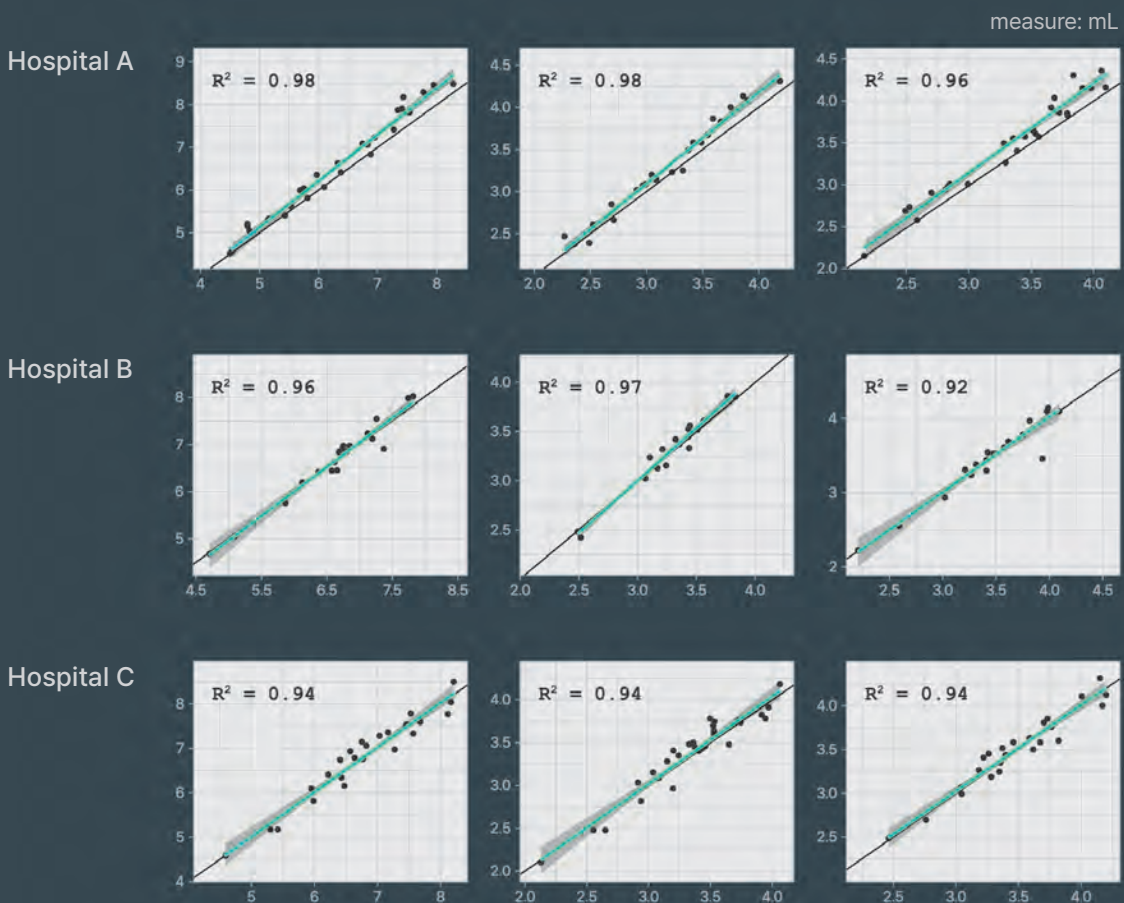 measure: mL
Hospital A
R² = 0.98
9
8
7
6
5
4 5 6 7 8
R² = 0.98
4.5
4.0
3.5
3.0
2.5
2.0 2.5 3.0 3.5 4.0
R² = 0.96
4.5
4.0
3.5
3.0
2.5
2.0
2.5 3.0 3.5 4.0
Hospital B
R² = 0.96
8
7
6
5
4.5 5.5 6.5 7.5 8.5
R² = 0.97
4.0
3.5
3.0
2.5
2.0 2.5 3.0 3.5 4.0
R² = 0.92
4
3
2
2.5 3.0 3.5 4.0 4.5
Hospital C
R² = 0.94
8
7
6
5
4
5 6 7 8
R² = 0.94
4.0
3.5
3.0
2.5
2.0
2.0 2.5 3.0 3.5 4.0
R² = 0.94
4.0
3.5
3.0
2.5
2.5 3.0 3.5 4.0